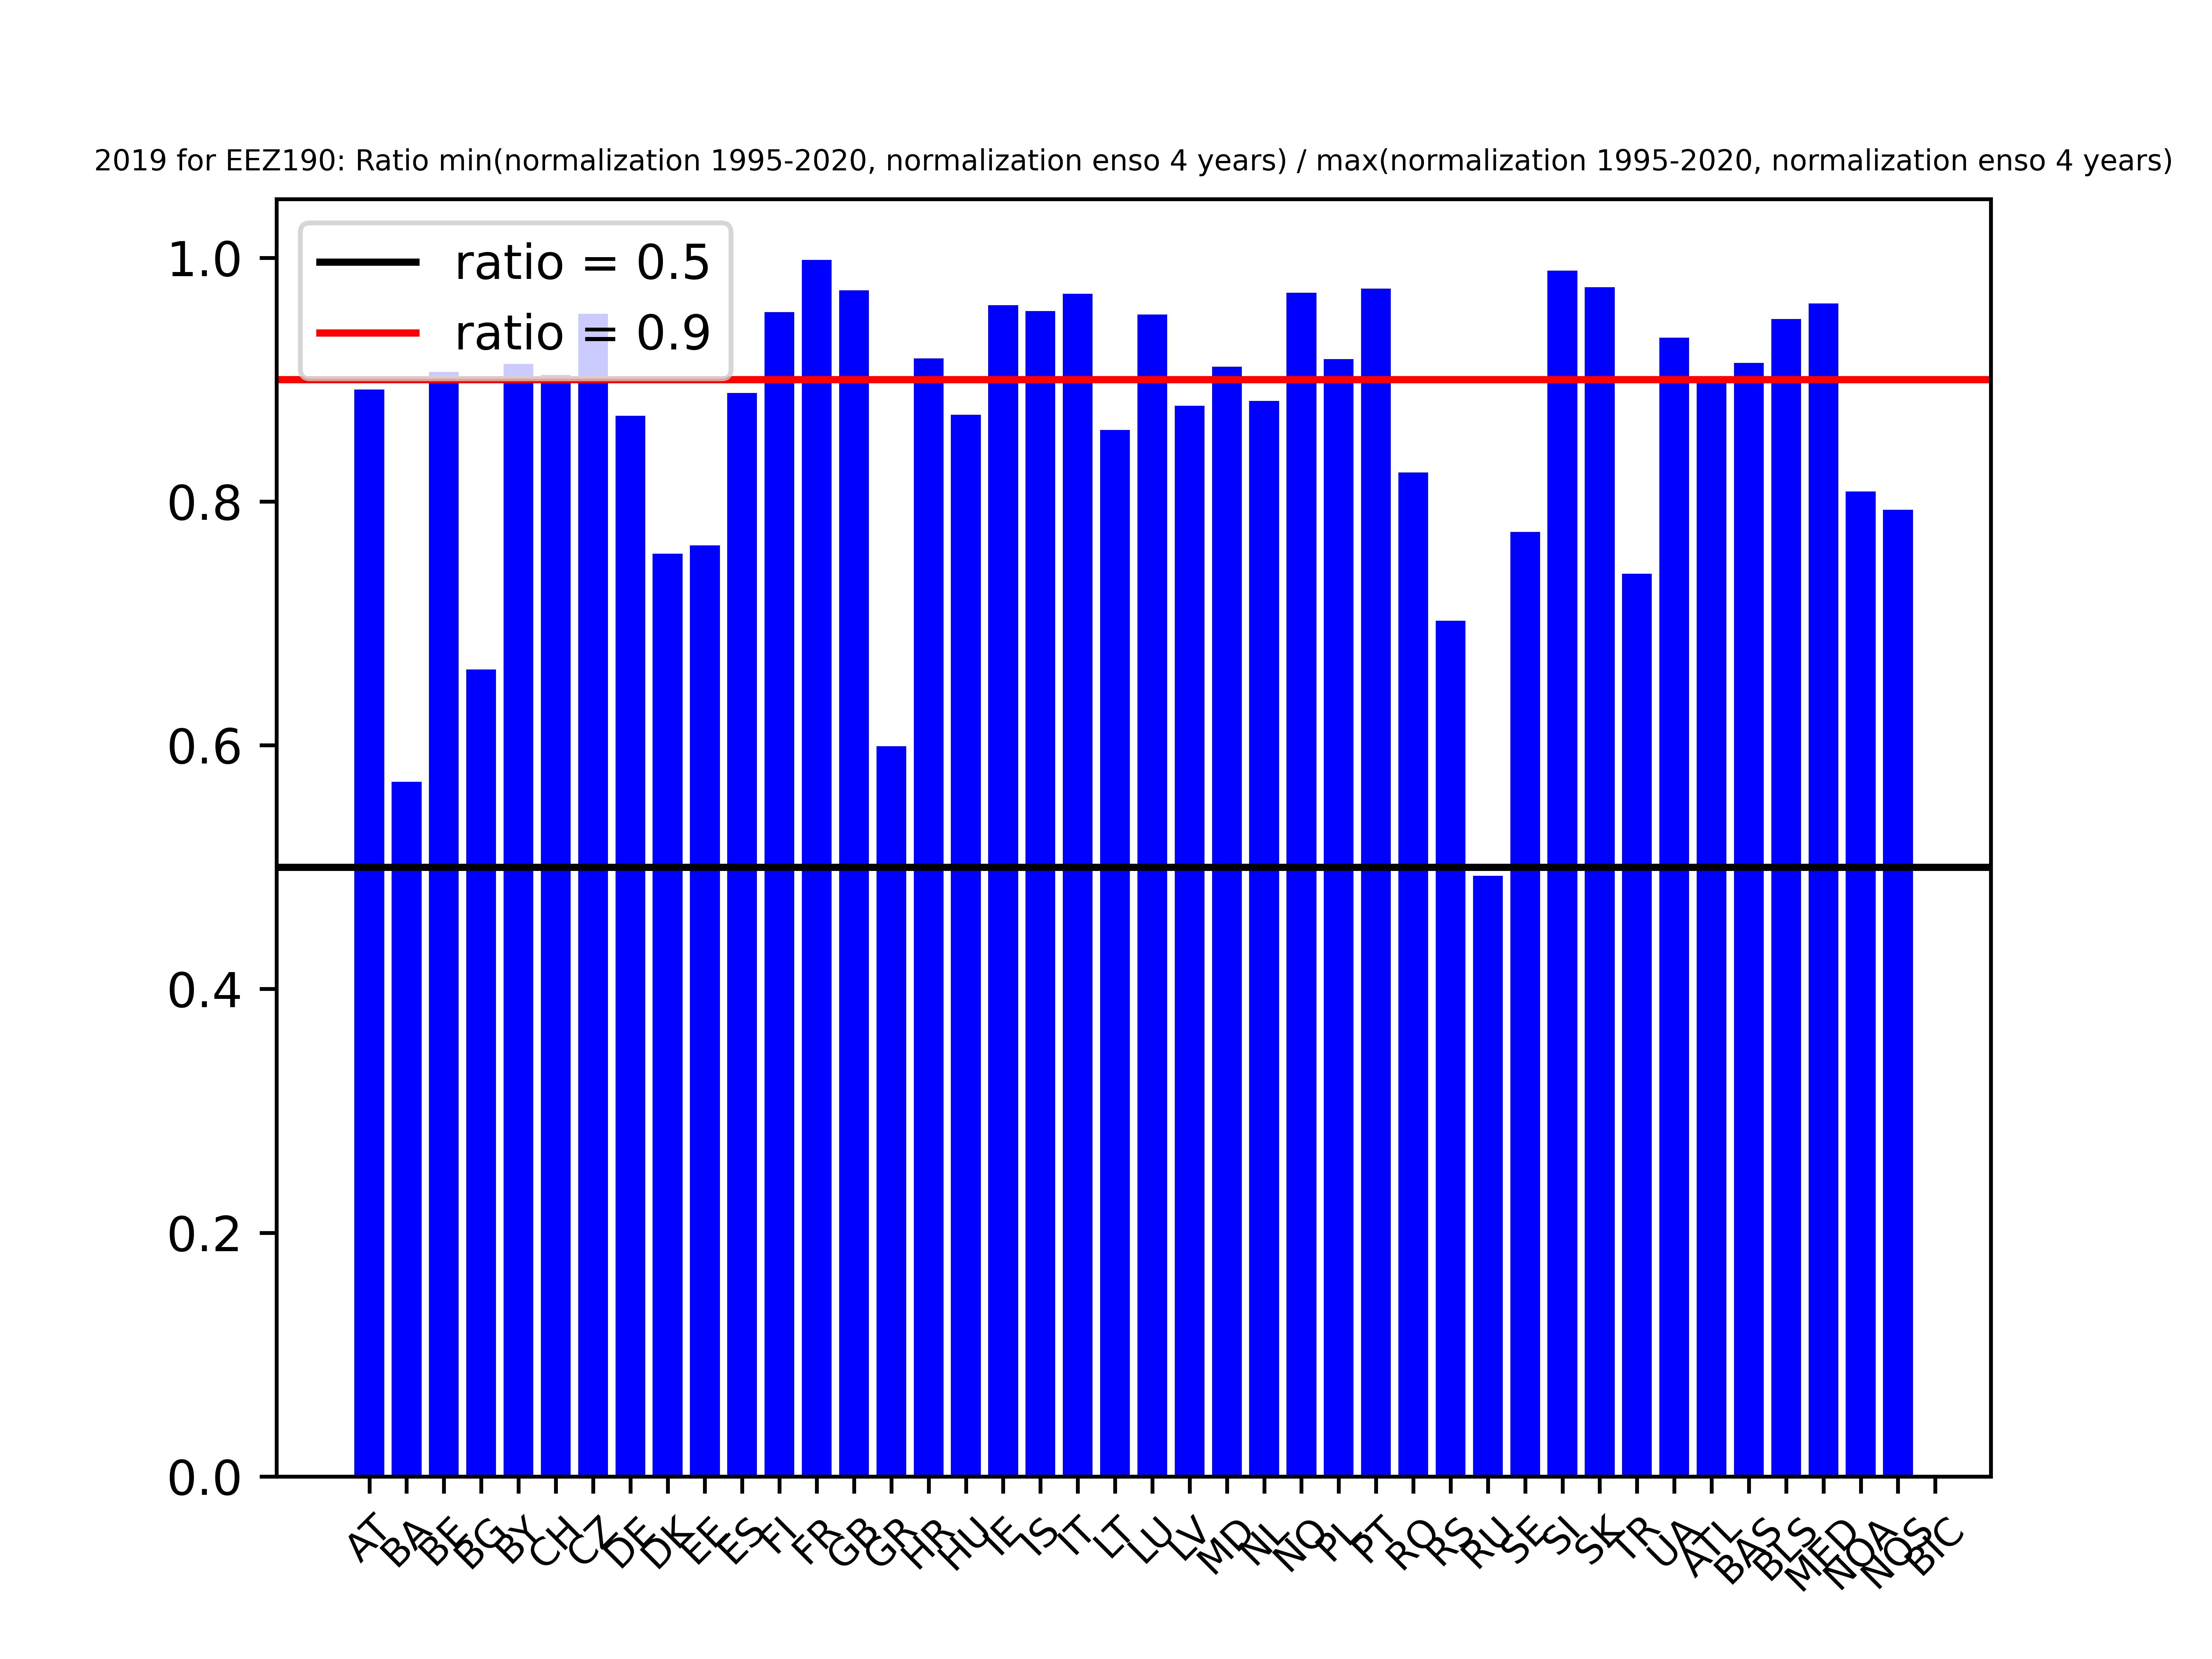 2019 for EEZ190: Ratio min(normalization 1995-2020, normalization enso 4 years) / max(normalization 1995-2020, normalization enso 4 years)
ratio = 0.5
ratio = 0.9
1.0
0.8
0.6
0.4
0.2
0.0
AT BA BE BG BY CH CZ DE DK EE ES FI FR GB GR HR HU IE IS IT LT LU LV MD NL NO PL PT RO RS RU SE SI SK TR UA ATL BAS BLS MED NOA NOS BIC